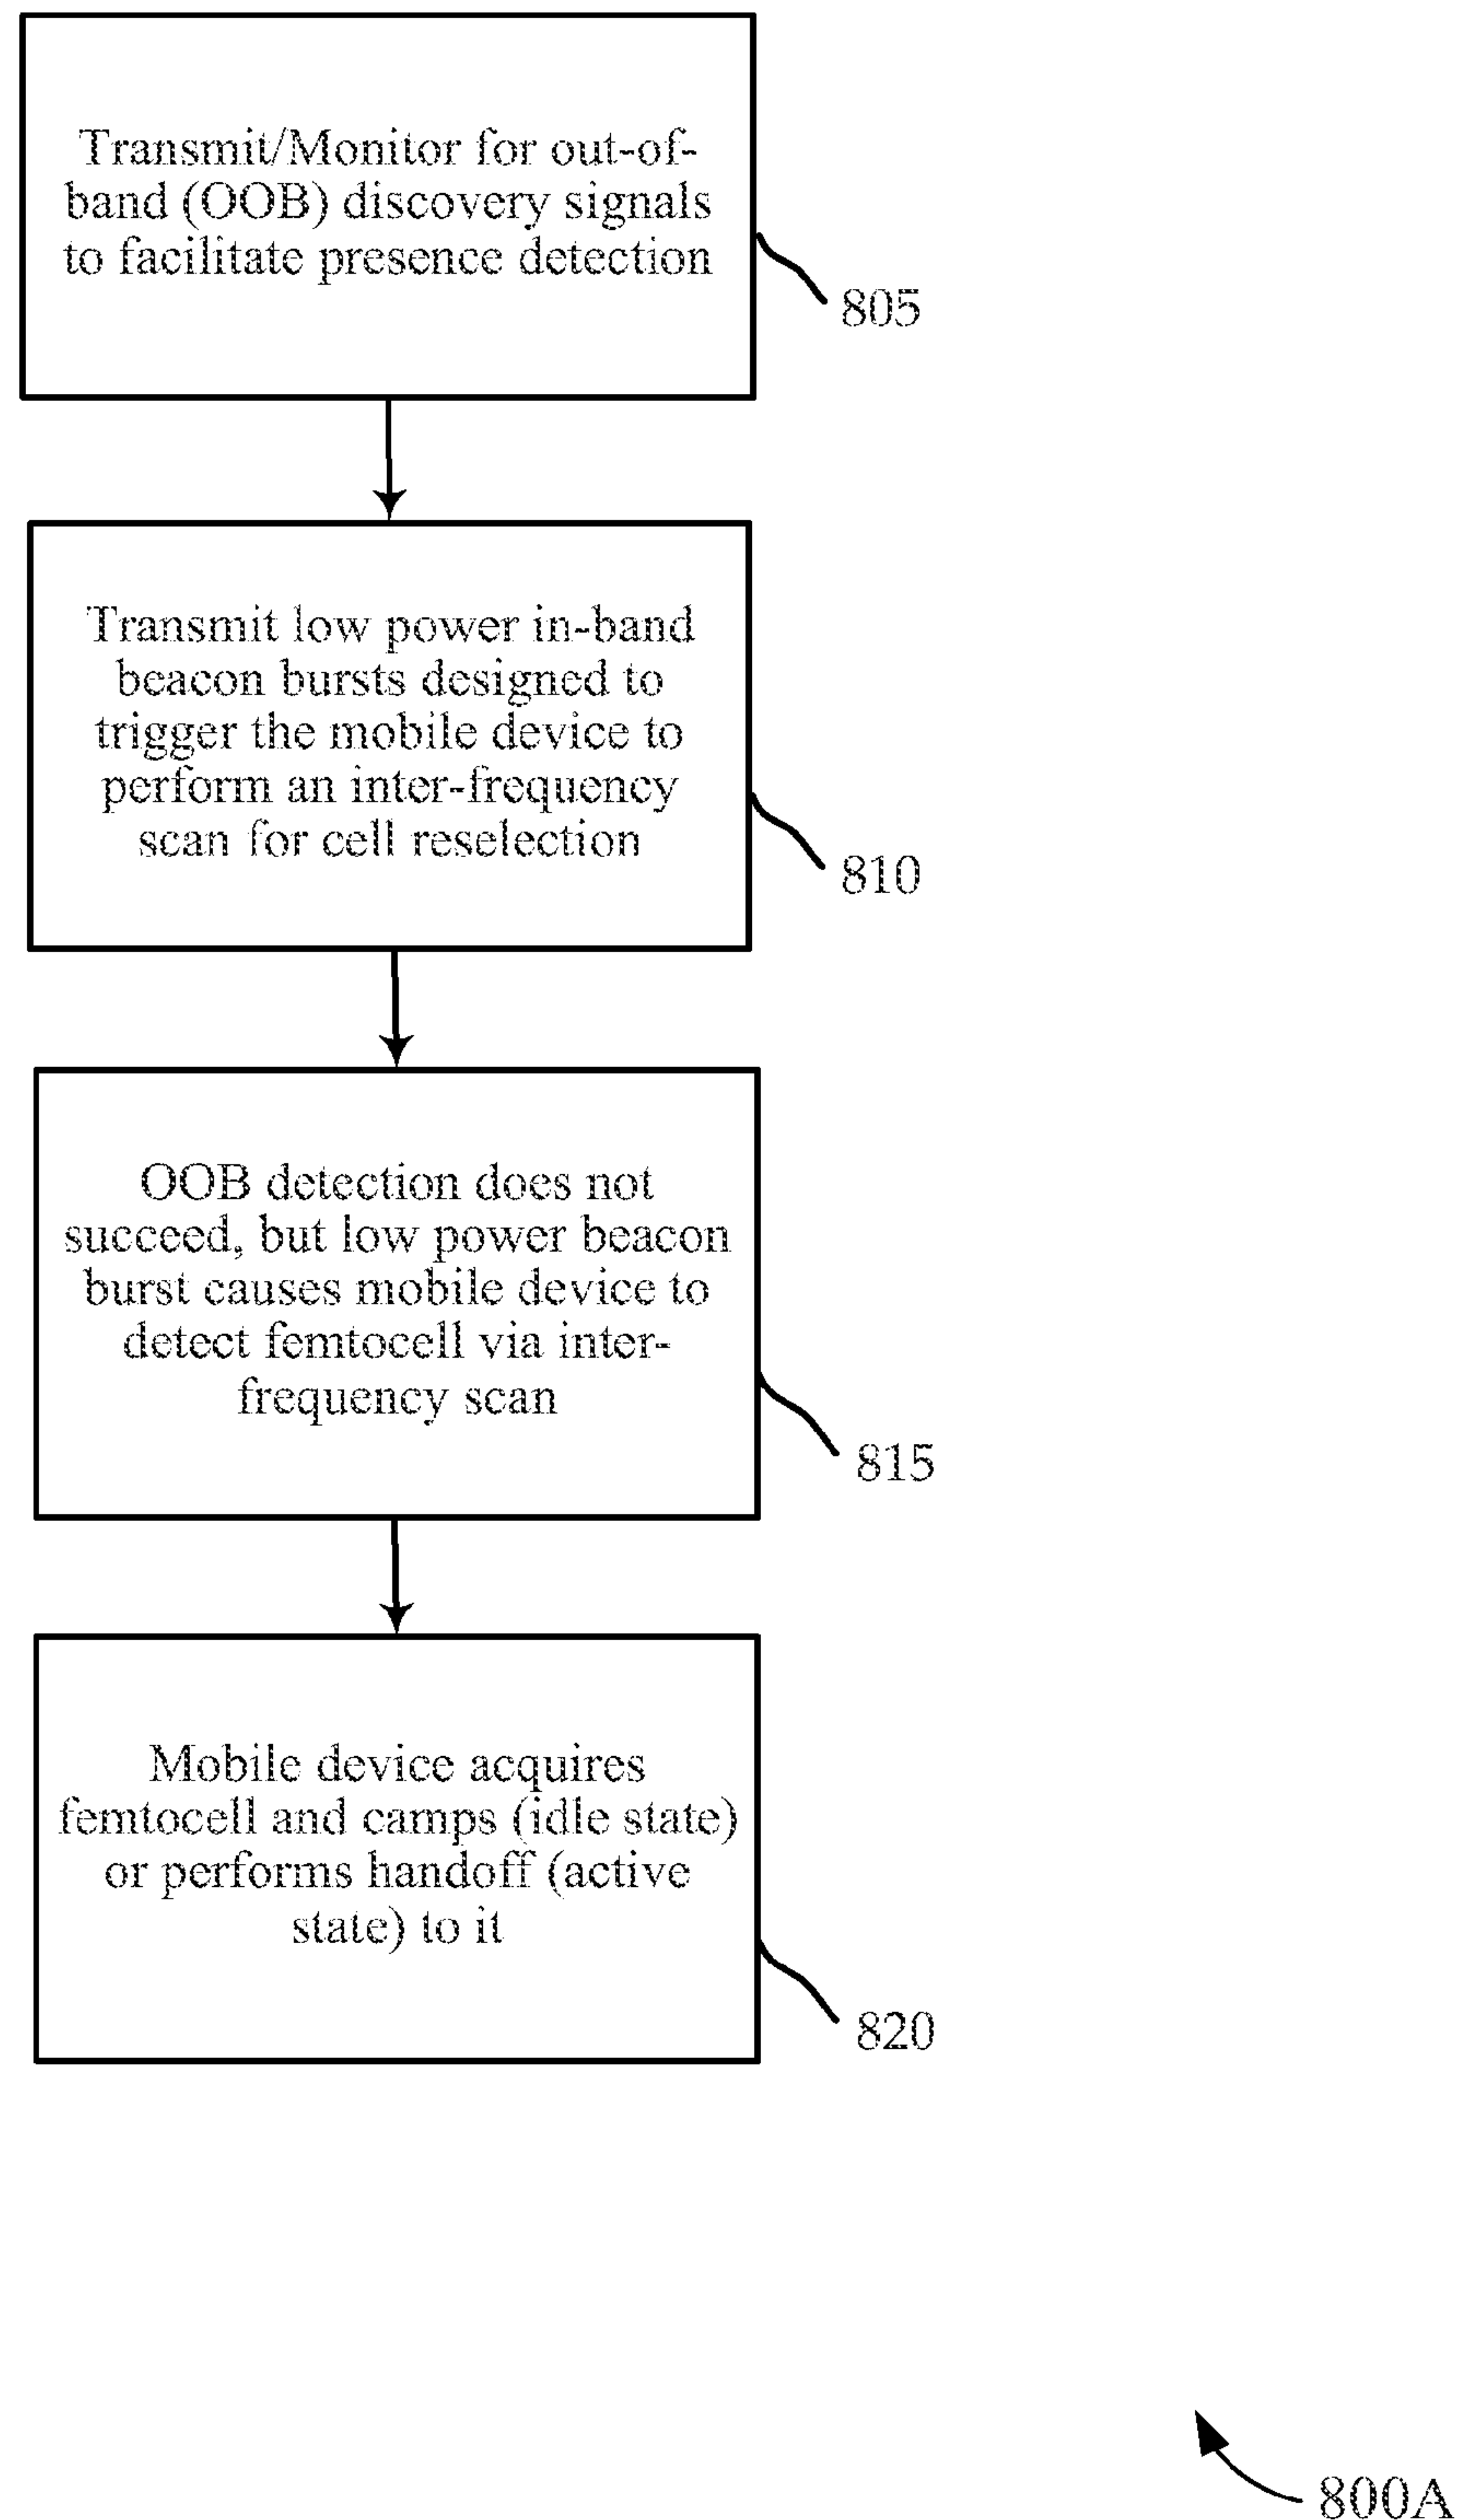 Transmit/Monitor for out-of-
band (OOB) discovery signals
to facilitate presence detection
805
Transmit low power in-band
beacon bursts designed to
trigger the mobile device to
perform an inter-frequency
scan for cell reselection
810
OOB detection does not
succeed, but low power beacon
burst causes mobile device to
detect femtocell via inter-
frequency scan
815
Mobile device acquires
femtocell and camps (idle state)
or performs handoff (active
state) to it
820
800A